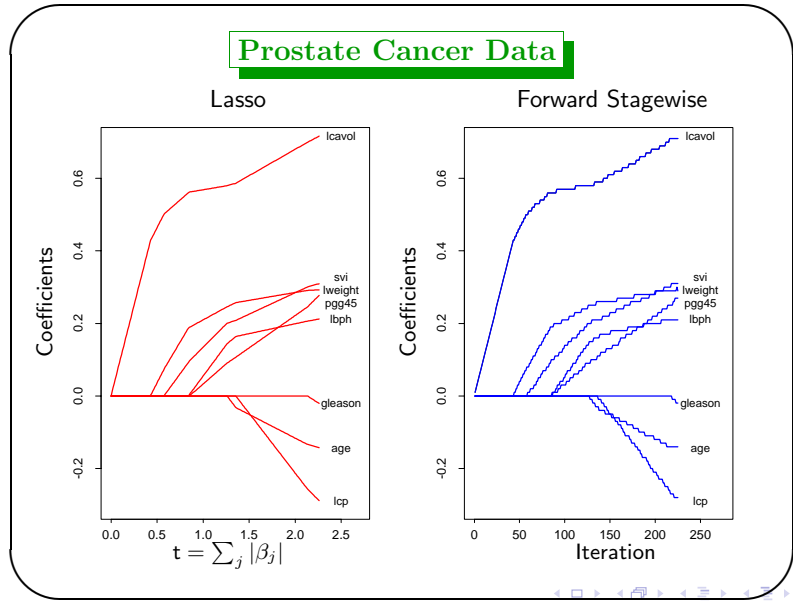 Prostate Cancer Data
Lasso
Coefficients
0.6
0.4
0.2
0.0
-0.2
lcavol
svi
lweight
pgg45
lbph
gleason
age
lcp
0.0 0.5 1.0 1.5 2.0 2.5
t = ∑_j |β_j|
Forward Stagewise
Coefficients
0.6
0.4
0.2
0.0
-0.2
lcavol
svi
lweight
pgg45
lbph
gleason
age
lcp
0 50 100 150 200 250
Iteration